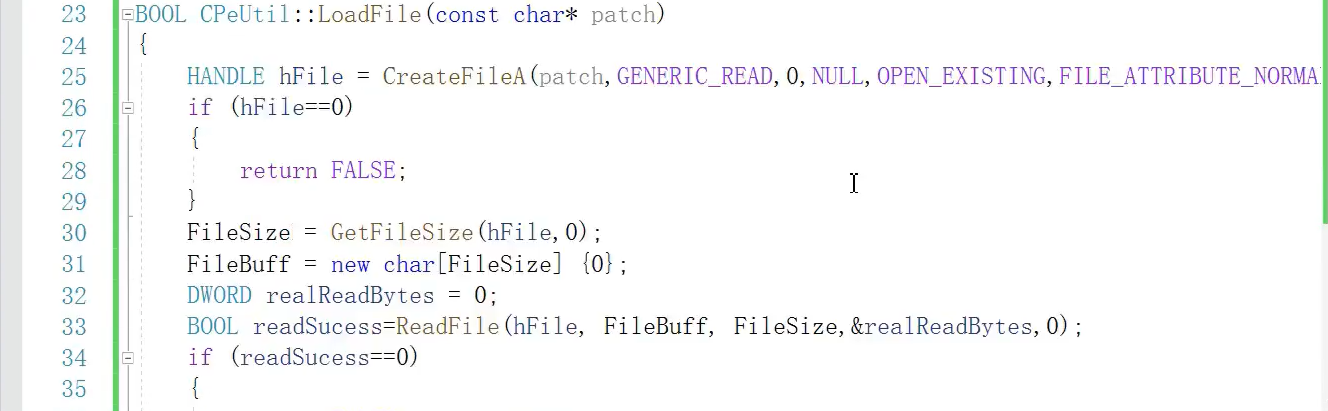 23 BOOL CPeUtil::LoadFile(const char* patch)
24 {
25 HANDLE hFile = CreateFileA(patch,GENERIC_READ,0,NULL,OPEN_EXISTING,FILE_ATTRIBUTE_NORMA
26 if (hFile==0)
27 {
28 return FALSE;
29 }
30 FileSize = GetFileSize(hFile,0);
31 FileBuff = new char[FileSize] {0};
32 DWORD realReadBytes = 0;
33 BOOL readSucess=ReadFile(hFile, FileBuff, FileSize,&realReadBytes,0);
34 if (readSucess==0)
35 {